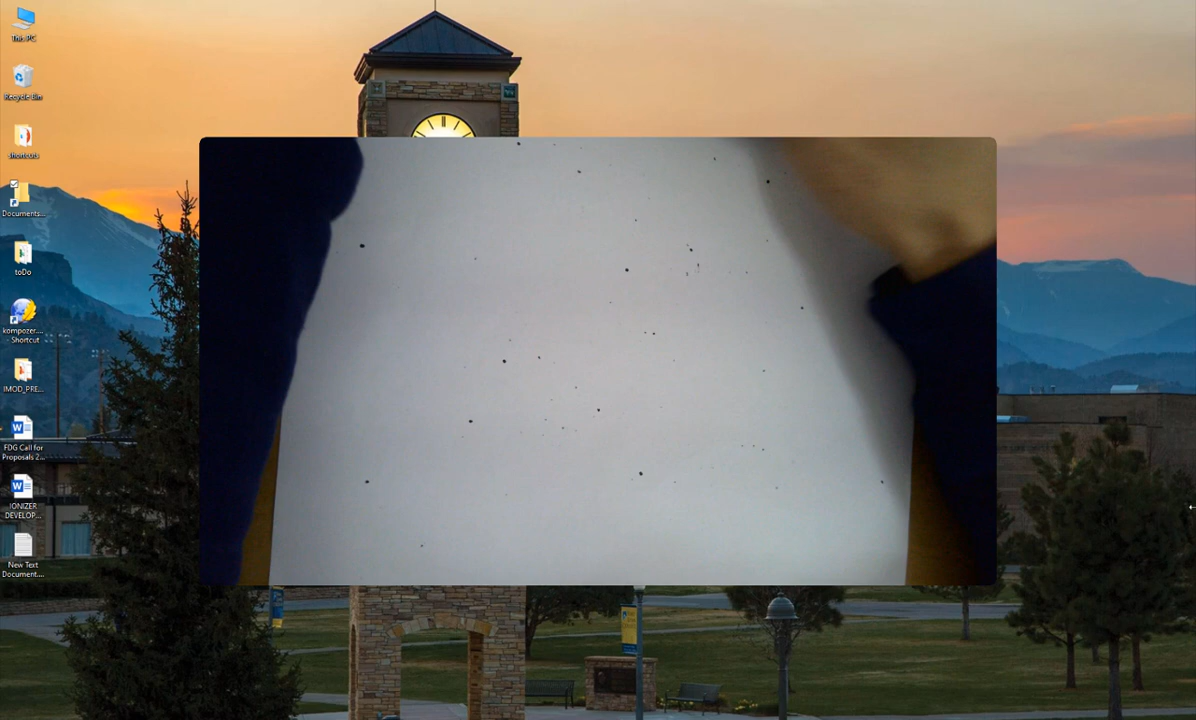 This PC
Recycle Bin
shortcuts
Documents...
toDo
kompozer....
- Shortcut
IMOD_PRE...
FDG Call for
Proposals 2...
IONIZER
DEVELOP...
New Text
Document....